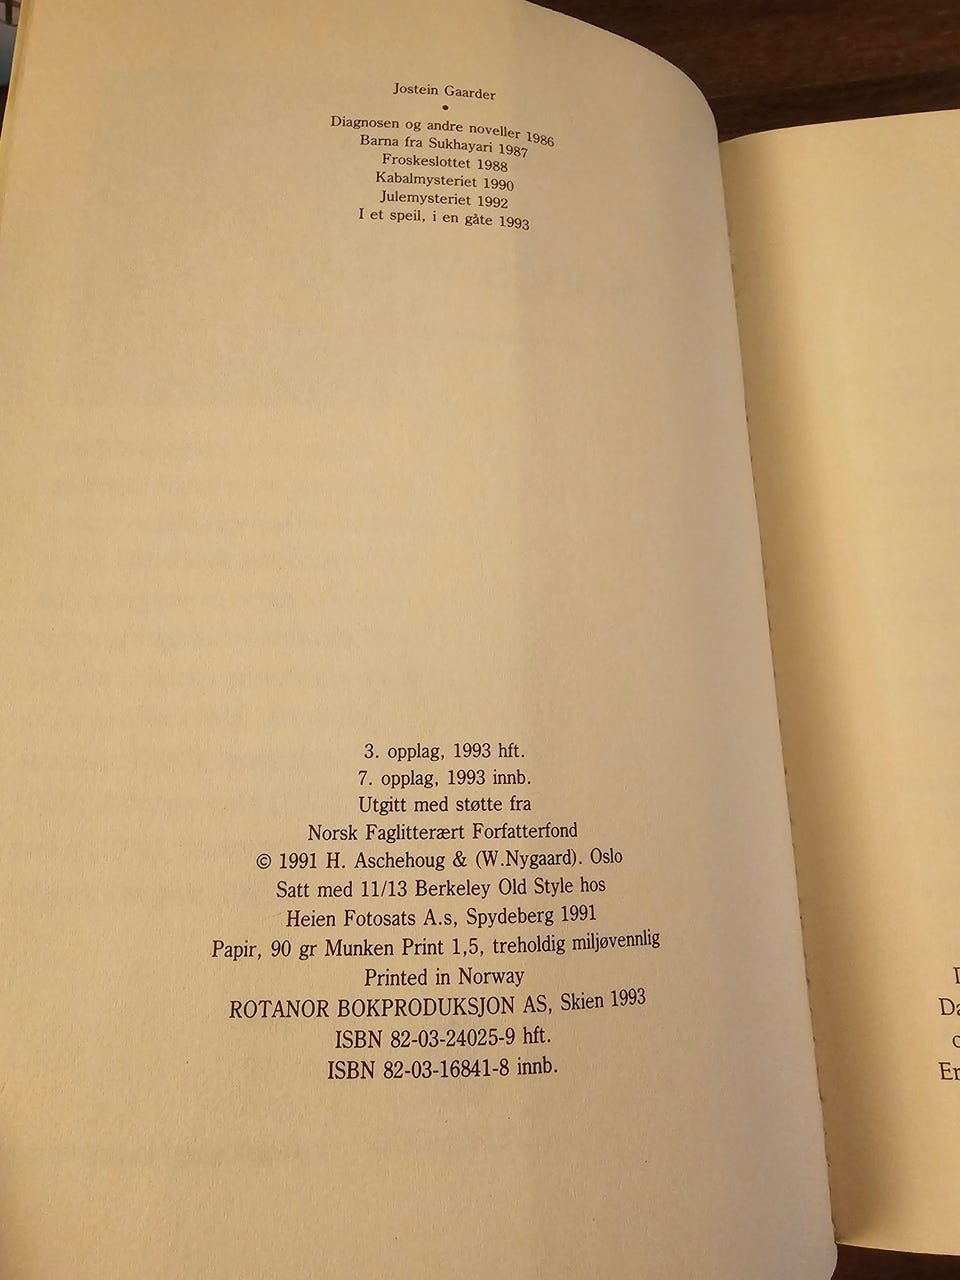 Jostein Gaarder
•
Diagnosen og andre noveller 1986
Barna fra Sukhayari 1987
Froskeslottet 1988
Kabalmysteriet 1990
Julemysteriet 1992
I et speil, i en gåte 1993
3. opplag, 1993 hft.
7. opplag, 1993 innb.
Utgitt med støtte fra
Norsk Faglitterært Forfatterfond
© 1991 H. Aschehoug & (W.Nygaard). Oslo
Satt med 11/13 Berkeley Old Style hos
Heien Fotosats A.s, Spydeberg 1991
Papir, 90 gr Munken Print 1,5, treholdig miljøvennlig
Printed in Norway
ROTANOR BOKPRODUKSJON AS, Skien 1993
ISBN 82-03-24025-9 hft.
ISBN 82-03-16841-8 innb.